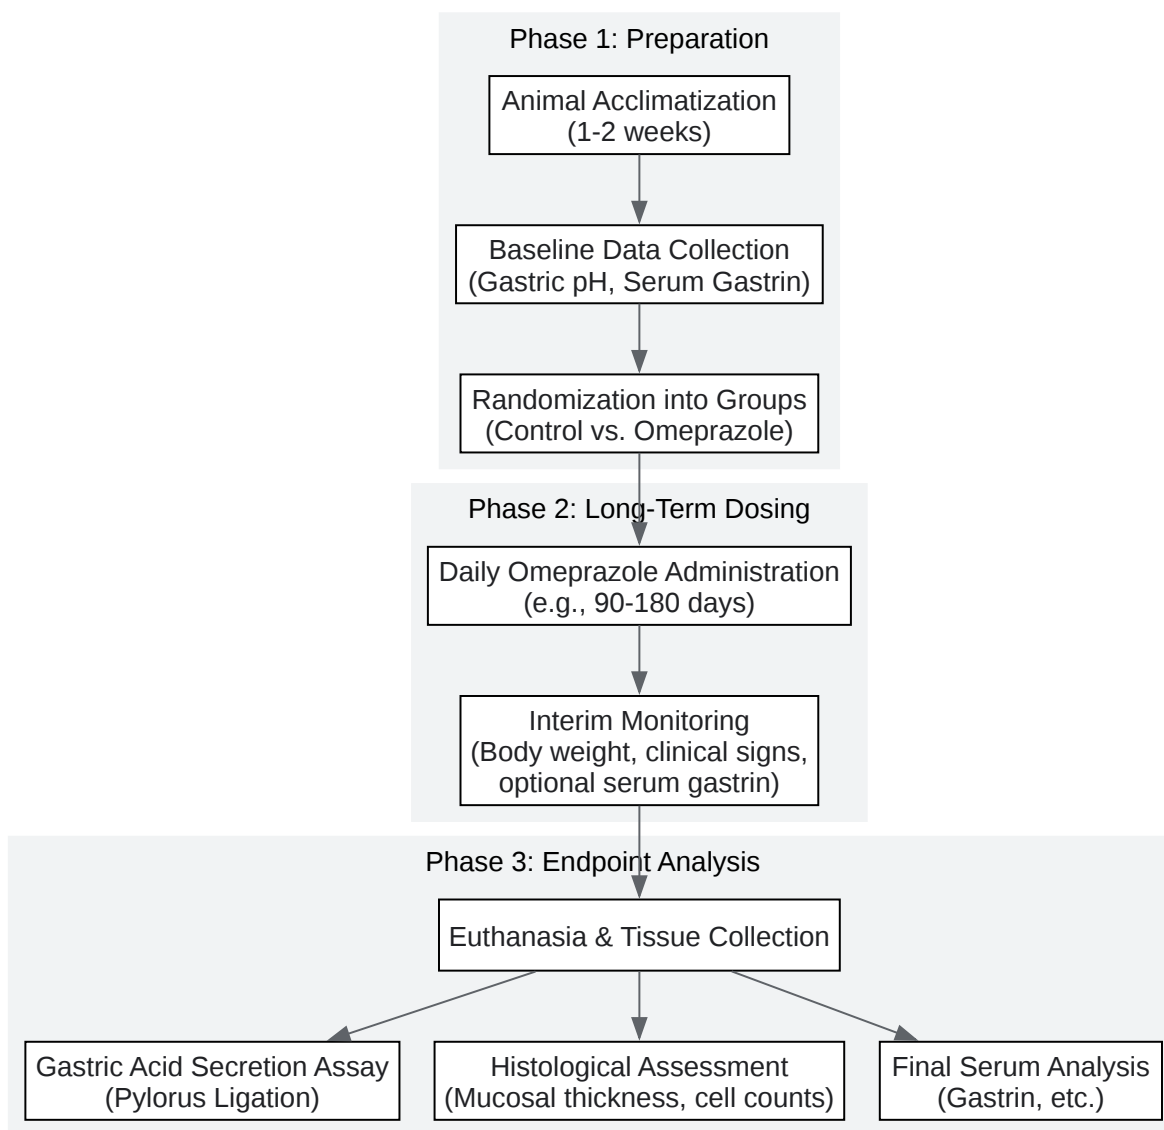 Phase 1: Preparation
Animal Acclimatization
(1-2 weeks)
Baseline Data Collection
(Gastric pH, Serum Gastrin)
Randomization into Groups
(Control vs. Omeprazole)
Phase 2: Long-Term Dosing
Daily Omeprazole Administration
(e.g., 90-180 days)
Interim Monitoring
(Body weight, clinical signs,
optional serum gastrin)
Phase 3: Endpoint Analysis
Euthanasia & Tissue Collection
Gastric Acid Secretion Assay
(Pylorus Ligation)
Histological Assessment
(Mucosal thickness, cell counts)
Final Serum Analysis
(Gastrin, etc.)